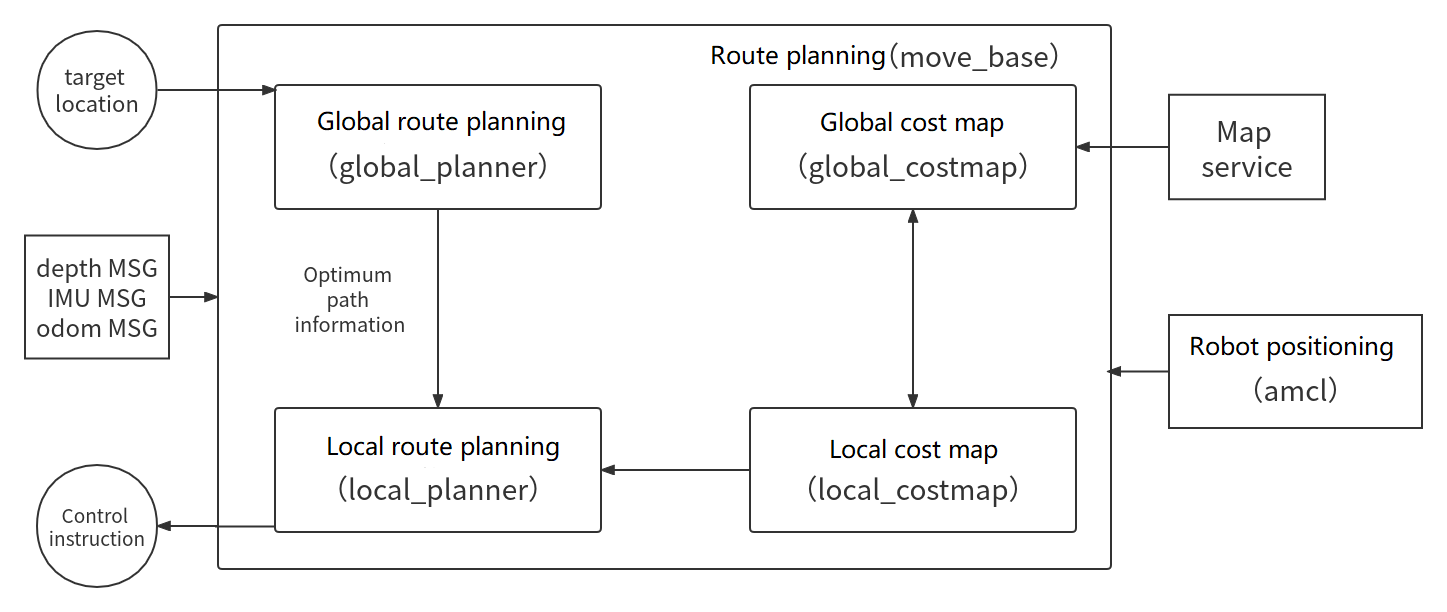 Route planning（move_base）
target
location
Global route planning
（global_planner）
Global cost map
（global_costmap）
Map
service
depth MSG
IMU MSG
odom MSG
Optimum
path
information
Robot positioning
（amcl）
Local route planning
（local_planner）
Local cost map
（local_costmap）
Control
instruction